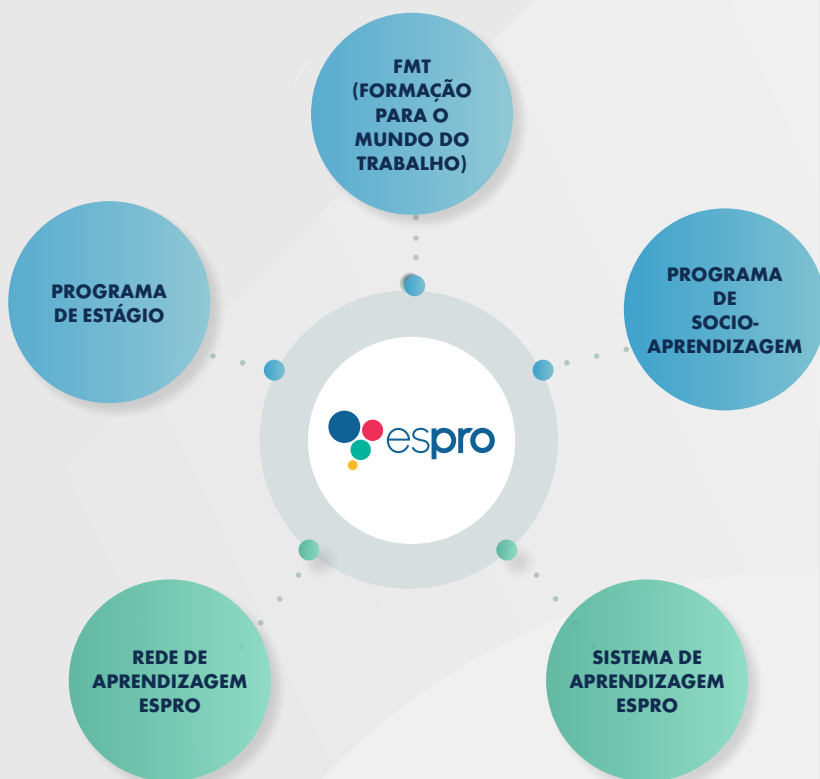 FMT
(FORMAÇÃO
PARA O
MUNDO DO
TRABALHO)
PROGRAMA
DE ESTÁGIO
PROGRAMA
DE
SOCIO-
APRENDIZAGEM
espro
REDE DE
APRENDIZAGEM
ESPRO
SISTEMA DE
APRENDIZAGEM
ESPRO